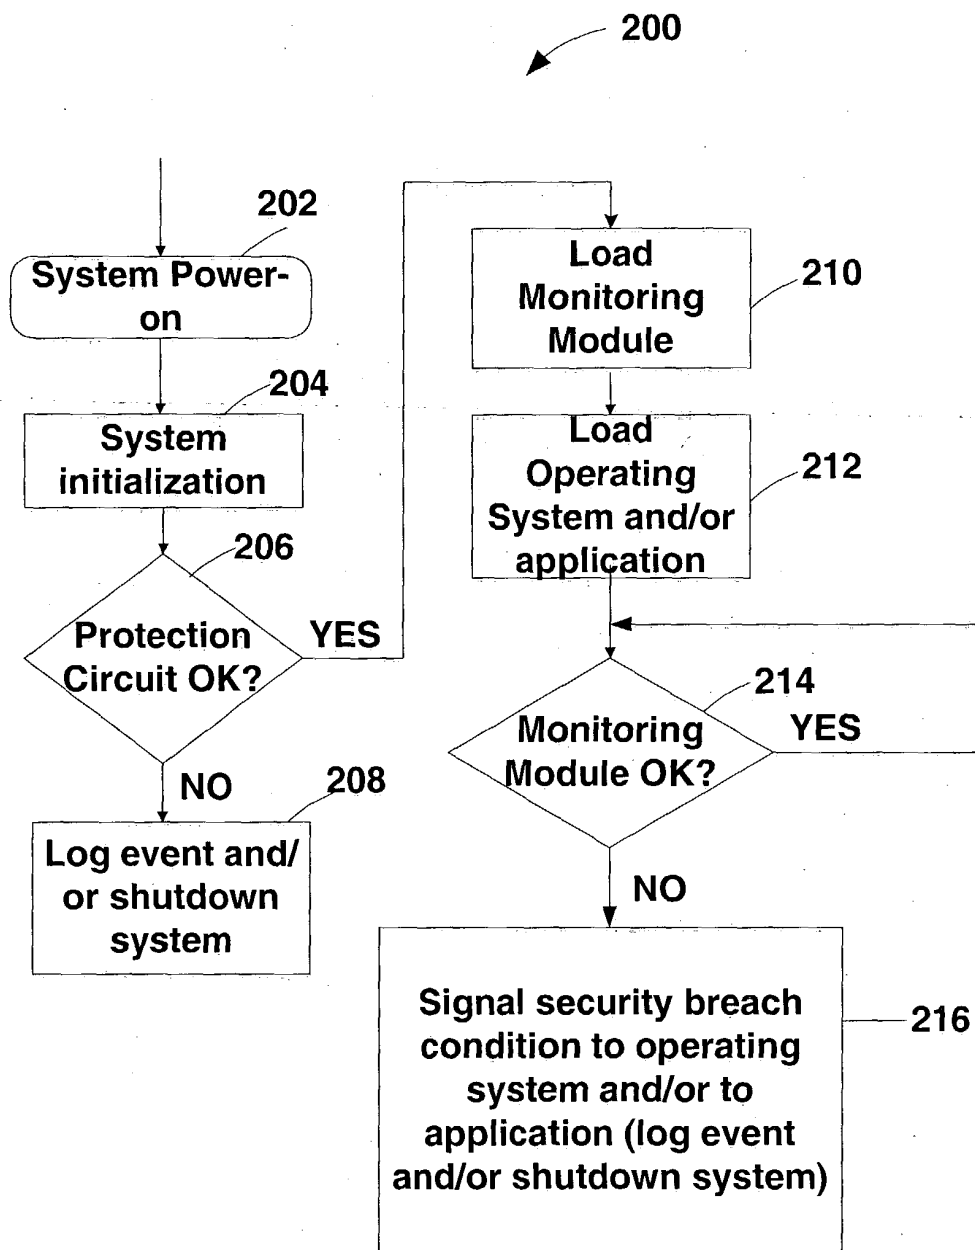 200
202
System Power-
on
204
System
initialization
206
Protection
Circuit OK?
YES
NO
208
Log event and/
or shutdown
system
Load
Monitoring
Module
210
Load
Operating
System and/or
application
212
214
Monitoring
Module OK?
YES
NO
Signal security breach
condition to operating
system and/or to
application (log event
and/or shutdown system)
216